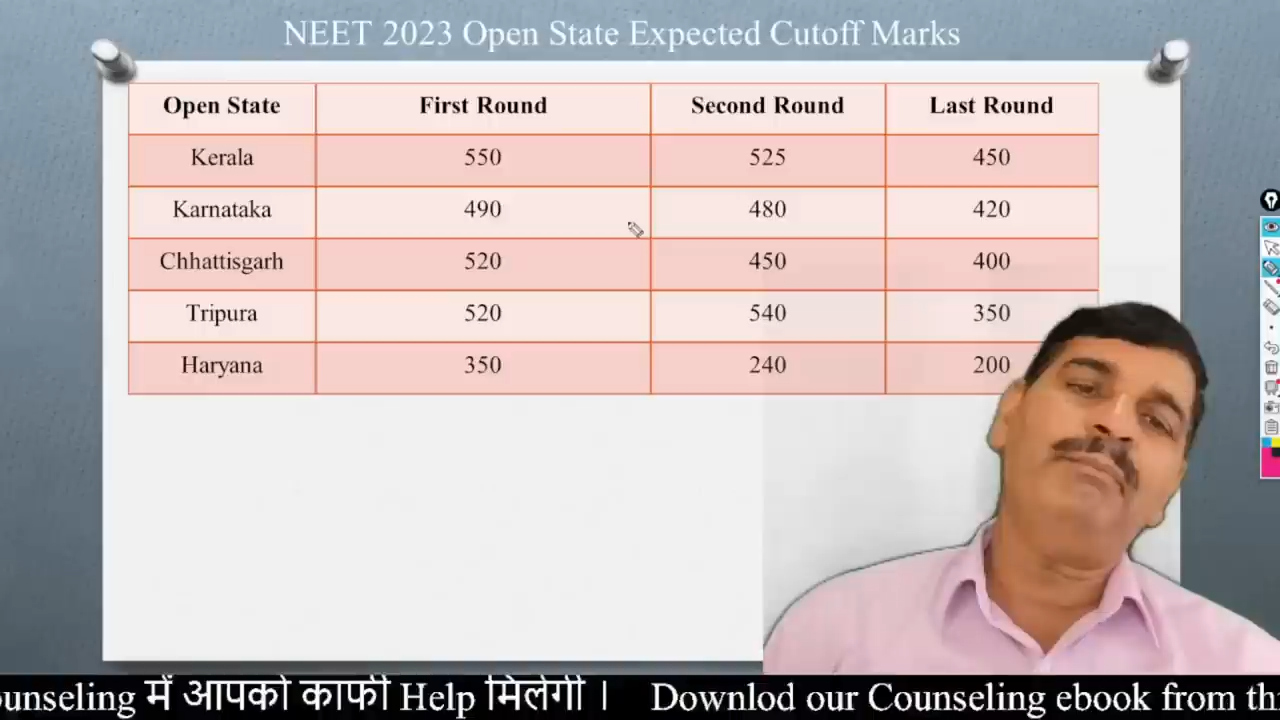 NEET 2023 Open State Expected Cutoff Marks
Open State First Round Second Round Last Round
Kerala 550 525 450
Karnataka 490 480 420
Chhattisgarh 520 450 400
Tripura 520 540 350
Haryana 350 240 200
ounseling में आपको काफी Help मिलेगी । Downlod our Counseling ebook from th